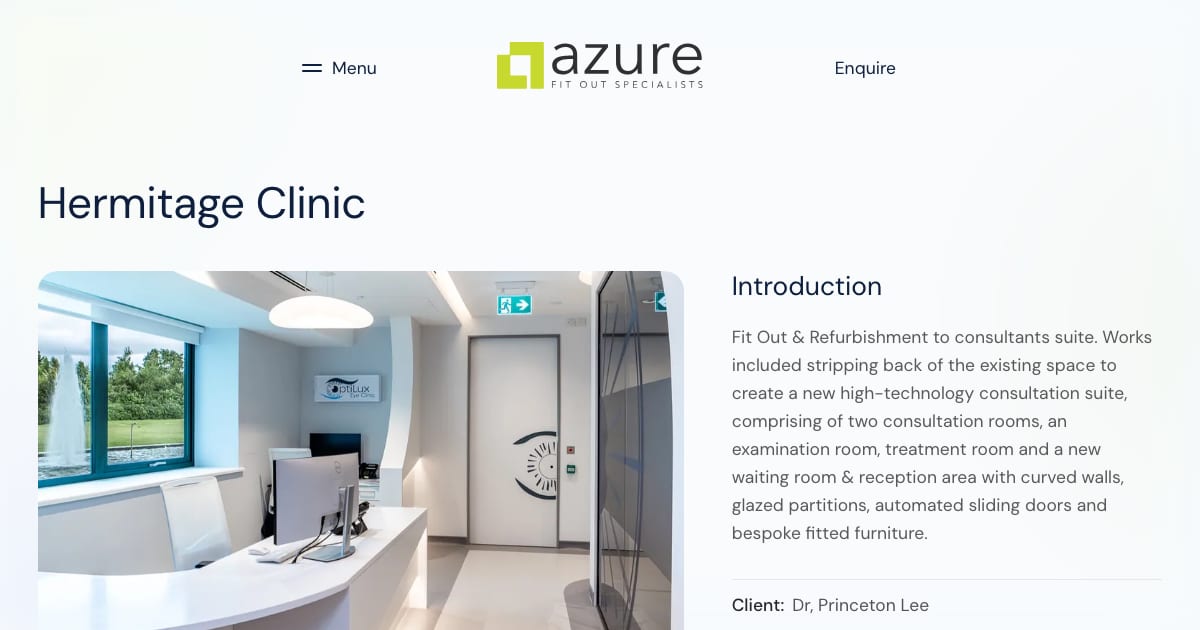 Menu
azure
FIT OUT SPECIALISTS
Enquire
Hermitage Clinic
OptiLux
Eye Clinic
Introduction
Fit Out & Refurbishment to consultants suite. Works
included stripping back of the existing space to
create a new high-technology consultation suite,
comprising of two consultation rooms, an
examination room, treatment room and a new
waiting room & reception area with curved walls,
glazed partitions, automated sliding doors and
bespoke fitted furniture.
Client: Dr, Princeton Lee